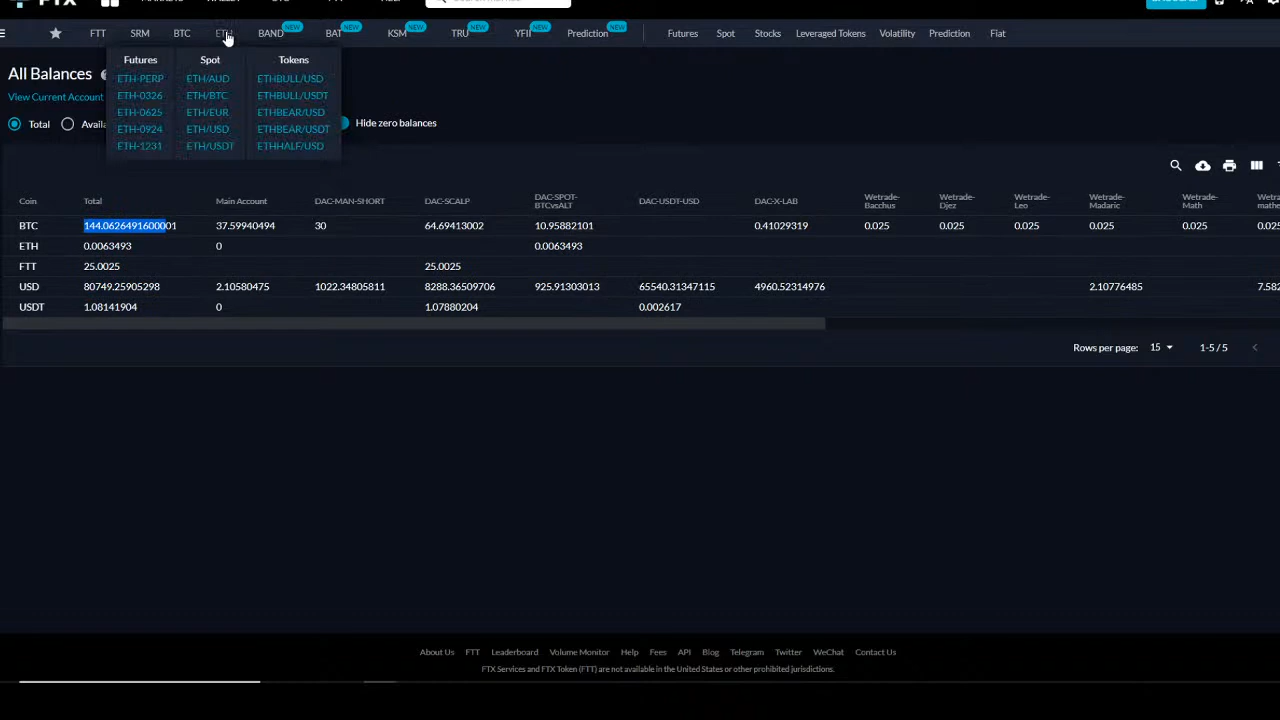 FTX
FTT SRM BTC ETH BAND NEW BAT NEW KSM NEW TRU NEW YFII NEW Prediction NEW Futures Spot Stocks Leveraged Tokens Volatility Prediction Fiat
All Balances
Futures Spot Tokens
ETH-PERP ETH/AUD ETHBULL/USD
View Current Account ETH-0326 ETH/BTC ETHBULL/USDT
ETH-0625 ETH/EUR ETHBEAR/USD
Total ETH-0924 ETH/USD ETHBEAR/USDT Hide zero balances
ETH-1231 ETH/USDT ETHHALF/USD
Coin Total Main Account DAC-MAN-SHORT DAC-SCALP DAC-SPOT-BTCvsALT DAC-USDT-USD DAC-X-LAB Wetrade-Bacchus Wetrade-Djez Wetrade-Leo Wetrade-Madaric Wetrade-Math
BTC 144.06264916000001 37.59940494 30 64.69413002 10.95882101 0.41029319 0.025 0.025 0.025 0.025 0.025
ETH 0.0063493 0 0.0063493
FTT 25.0025 25.0025
USD 80749.25905298 2.10580475 1022.34805811 8288.36509706 925.91303013 65540.31347115 4960.52314976 2.10776485
USDT 1.08141904 0 1.07880204 0.002617
Rows per page: 15 1-5 / 5
About Us FTT Leaderboard Volume Monitor Help Fees API Blog Telegram Twitter WeChat Contact Us
FTX Services and FTX Token (FTT) are not available in the United States or other prohibited jurisdictions.